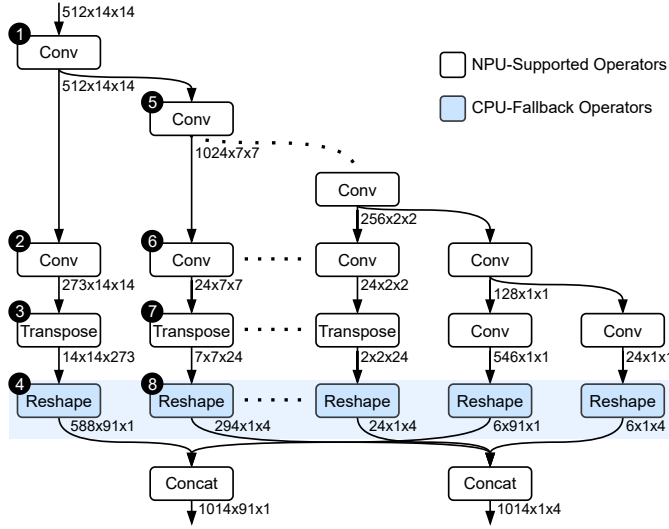 512x14x14
1
Conv
NPU-Supported Operators
512x14x14
5
Conv
CPU-Fallback Operators
1024x7x7
Conv
256x2x2
2
Conv
6
Conv
Conv
Conv
273x14x14
24x7x7
24x2x2
128x1x1
3
Transpose
7
Transpose
Transpose
Conv
Conv
14x14x273
7x7x24
2x2x24
546x1x1
24x1x1
4
Reshape
8
Reshape
Reshape
Reshape
Reshape
588x91x1
294x1x4
24x1x4
6x91x1
6x1x4
Concat
Concat
1014x91x1
1014x1x4